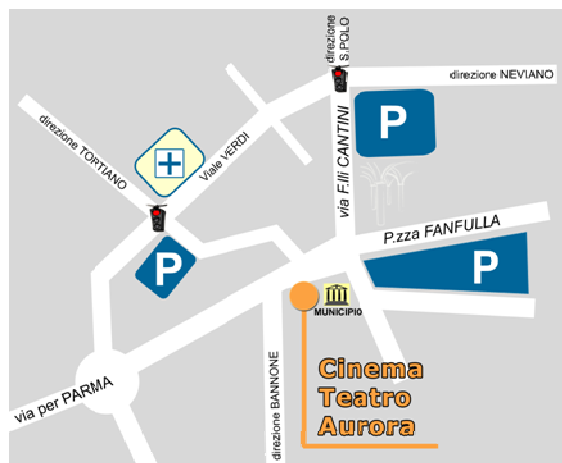 direzione
S.POLO
direzione NEVIANO
P
via F.lli CANTINI
direzione TORTIANO
Viale VERDI
P.zza FANFULLA
P
P
MUNICIPIO
direzione BANNONE
via per PARMA
Cinema
Teatro
Aurora